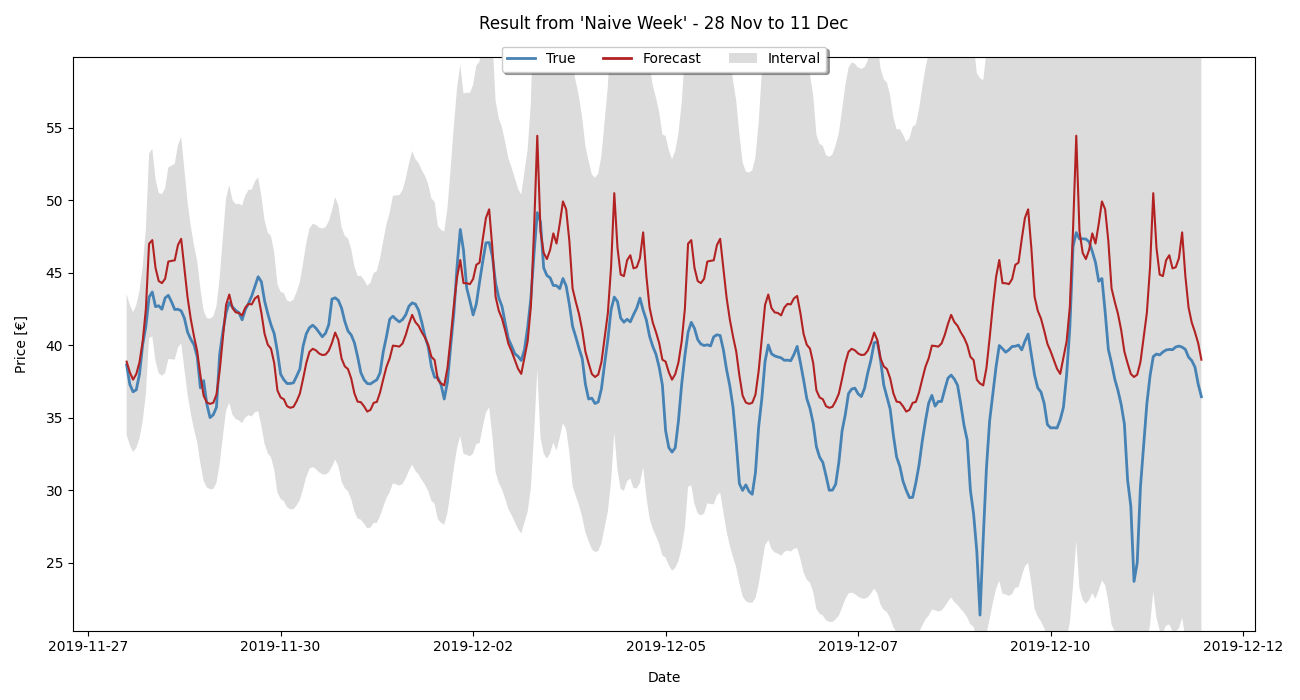 Result from 'Naive Week' - 28 Nov to 11 Dec
True Forecast Interval
Price [€]
55
50
45
40
35
30
25
2019-11-27 2019-11-30 2019-12-02 2019-12-05 2019-12-07 2019-12-10 2019-12-12
Date